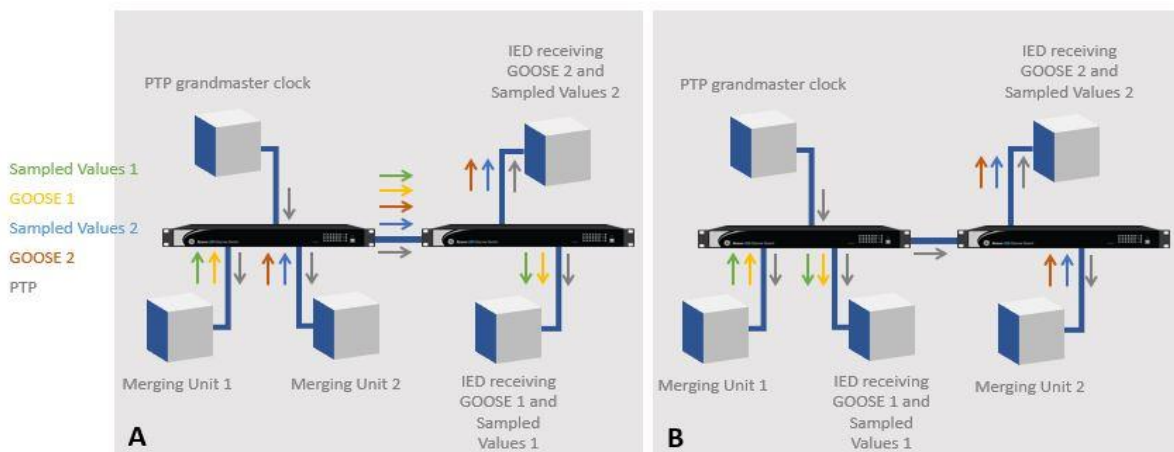 Sampled Values 1
GOOSE 1
Sampled Values 2
GOOSE 2
PTP
PTP grandmaster clock
IED receiving
GOOSE 2 and
Sampled Values 2
Merging Unit 1
Merging Unit 2
IED receiving
GOOSE 1 and
Sampled
Values 1
A
PTP grandmaster clock
IED receiving
GOOSE 2 and
Sampled Values 2
Merging Unit 1
IED receiving
GOOSE 1 and
Sampled
Values 1
Merging Unit 2
B